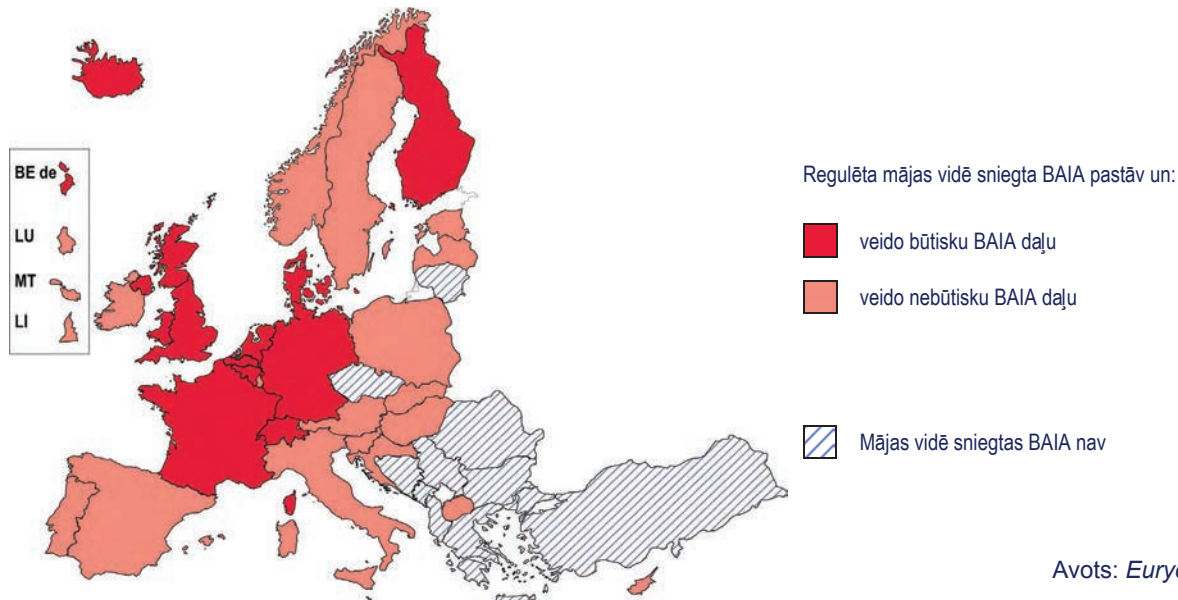 BE de
LU
MT
LI
Regulēta mājas vidē sniegta BAIA pastāv un:
veido būtisku BAIA daļu
veido nebūtisku BAIA daļu
Mājas vidē sniegtas BAIA nav
Avots: Eury